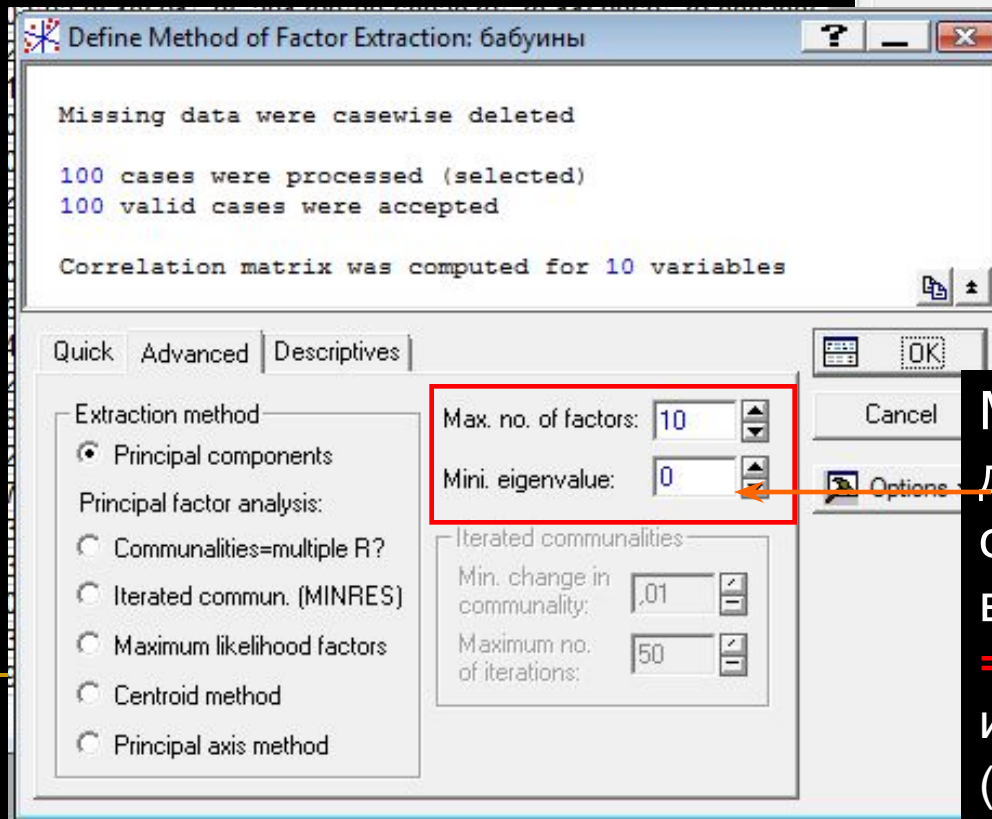 Define Method of Factor Extraction: бабуины
Missing data were casewise deleted
100 cases were processed (selected)
100 valid cases were accepted
Correlation matrix was computed for 10 variables
Quick Advanced Descriptives
OK
Cancel
Options
Extraction method
Principal components
Principal factor analysis:
Communalities=multiple R?
Iterated commun. (MINRES)
Maximum likelihood factors
Centroid method
Principal axis method
Max. no. of factors: 10
Mini. eigenvalue: 0
Iterated communalities
Min. change in
communality: ,01
Maximum no.
of iterations: 50